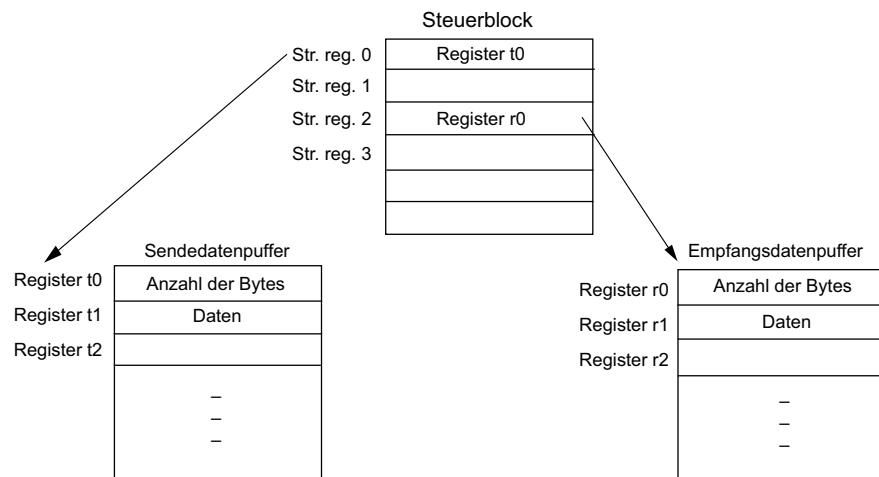 Steuerblock
Str. reg. 0 Register t0
Str. reg. 1
Str. reg. 2 Register r0
Str. reg. 3
Sendedatenpuffer
Register t0 Anzahl der Bytes
Register t1 Daten
Register t2
–
–
–
Empfangsdatenpuffer
Register r0 Anzahl der Bytes
Register r1 Daten
Register r2
–
–
–